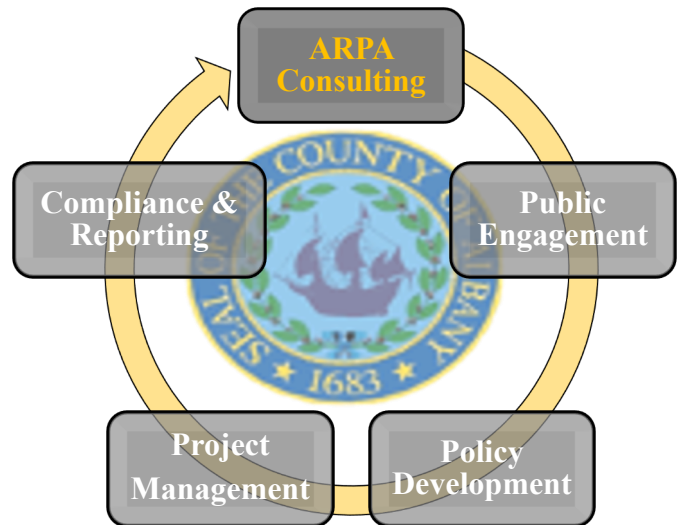 ARPA
Consulting
Public
Engagement
Policy
Development
Project
Management
Compliance &
Reporting
SEAL OF THE COUNTY OF ALBANY
★ 1683 ★